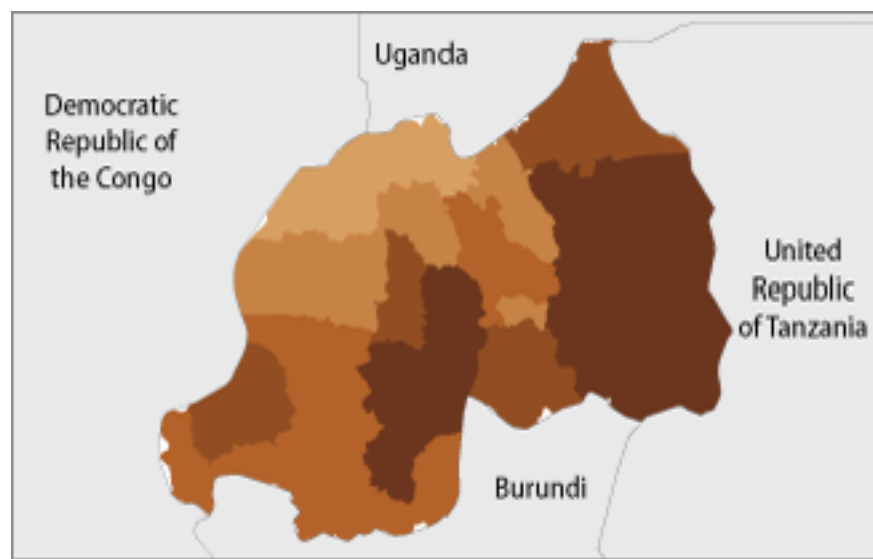 Uganda
Democratic
Republic of
the Congo
United
Republic
of Tanzania
Burundi